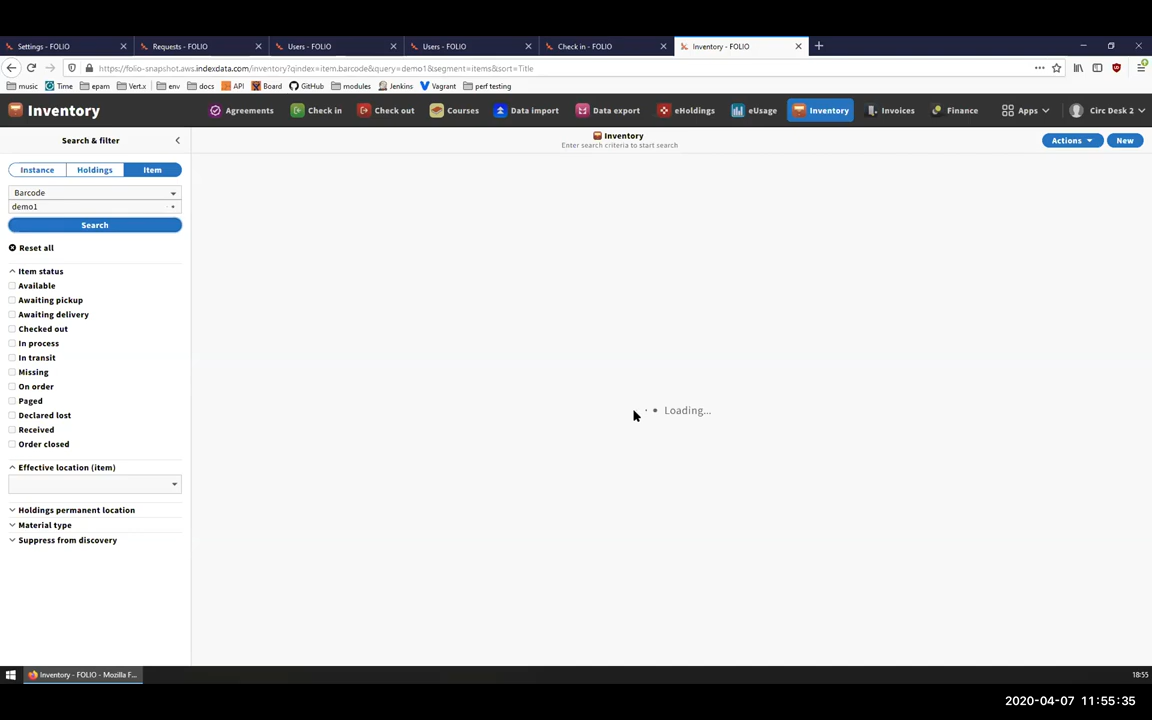 Settings - FOLIO
Requests - FOLIO
Users - FOLIO
Users - FOLIO
Check in - FOLIO
Inventory - FOLIO
https://folio-snapshot.aws.indexdata.com/inventory?qindex=item.barcode&query=demo1&segment=items&sort=Title
music
Time
epam
Vert.x
env
docs
API
Board
GitHub
modules
Jenkins
Vagrant
perf testing
Inventory
Agreements
Check in
Check out
Courses
Data import
Data export
eHoldings
eUsage
Inventory
Invoices
Finance
Apps
Circ Desk 2
Search & filter
Inventory
Enter search criteria to start search
Actions
New
Instance
Holdings
Item
Barcode
demo1
Search
Reset all
Item status
Available
Awaiting pickup
Awaiting delivery
Checked out
In process
In transit
Missing
On order
Paged
Declared lost
Received
Order closed
Loading...
Effective location (item)
Holdings permanent location
Material type
Suppress from discovery
Inventory - FOLIO - Mozilla F...
18:55
2020-04-07 11:55:35